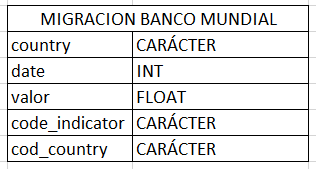 MIGRACION BANCO MUNDIAL
country CARÁCTER
date INT
valor FLOAT
code_indicator CARÁCTER
cod_country CARÁCTER